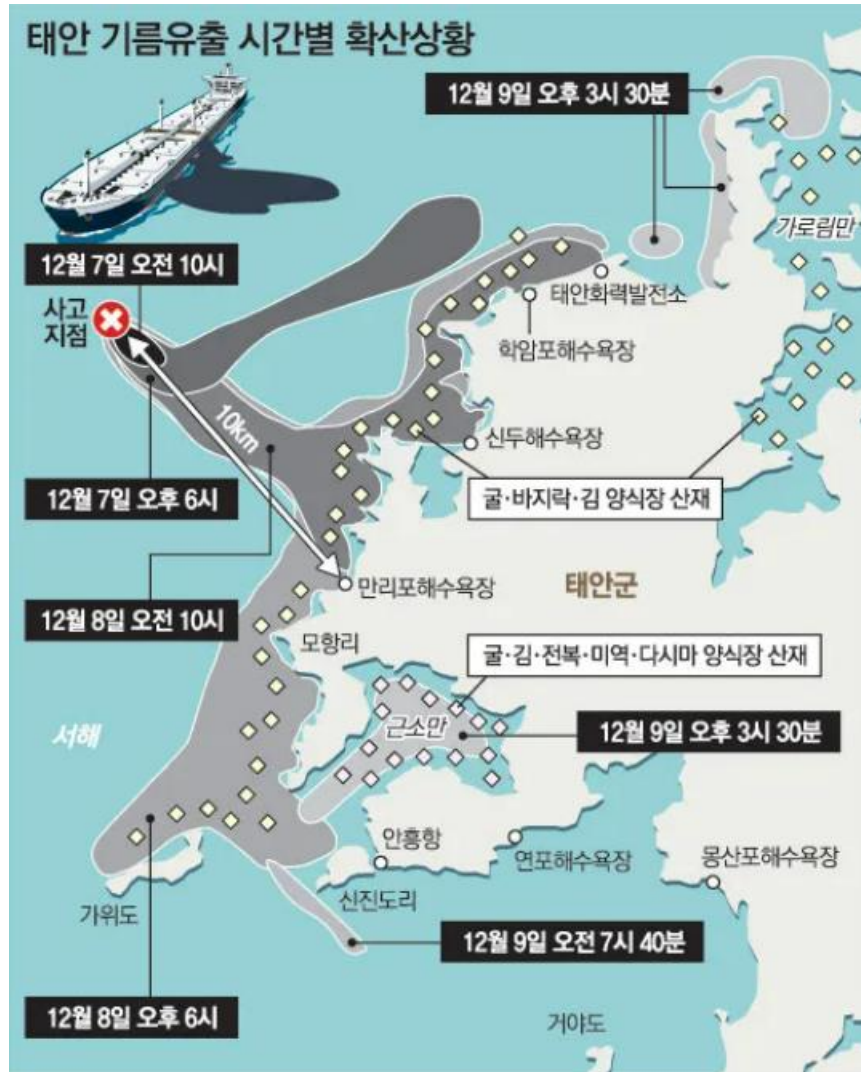 태안 기름유출 시간별 확산상황
12월 9일 오후 3시 30분
12월 7일 오전 10시
가로림만
사고
지점
태안화력발전소
학암포해수욕장
10km
신두해수욕장
12월 7일 오후 6시
굴·바지락·김 양식장 산재
만리포해수욕장
태안군
12월 8일 오전 10시
모항리
굴·김·전복·미역·다시마 양식장 산재
서해
근소만
12월 9일 오후 3시 30분
안흥항
연포해수욕장
몽산포해수욕장
가위도
신진도리
12월 9일 오전 7시 40분
12월 8일 오후 6시
거야도